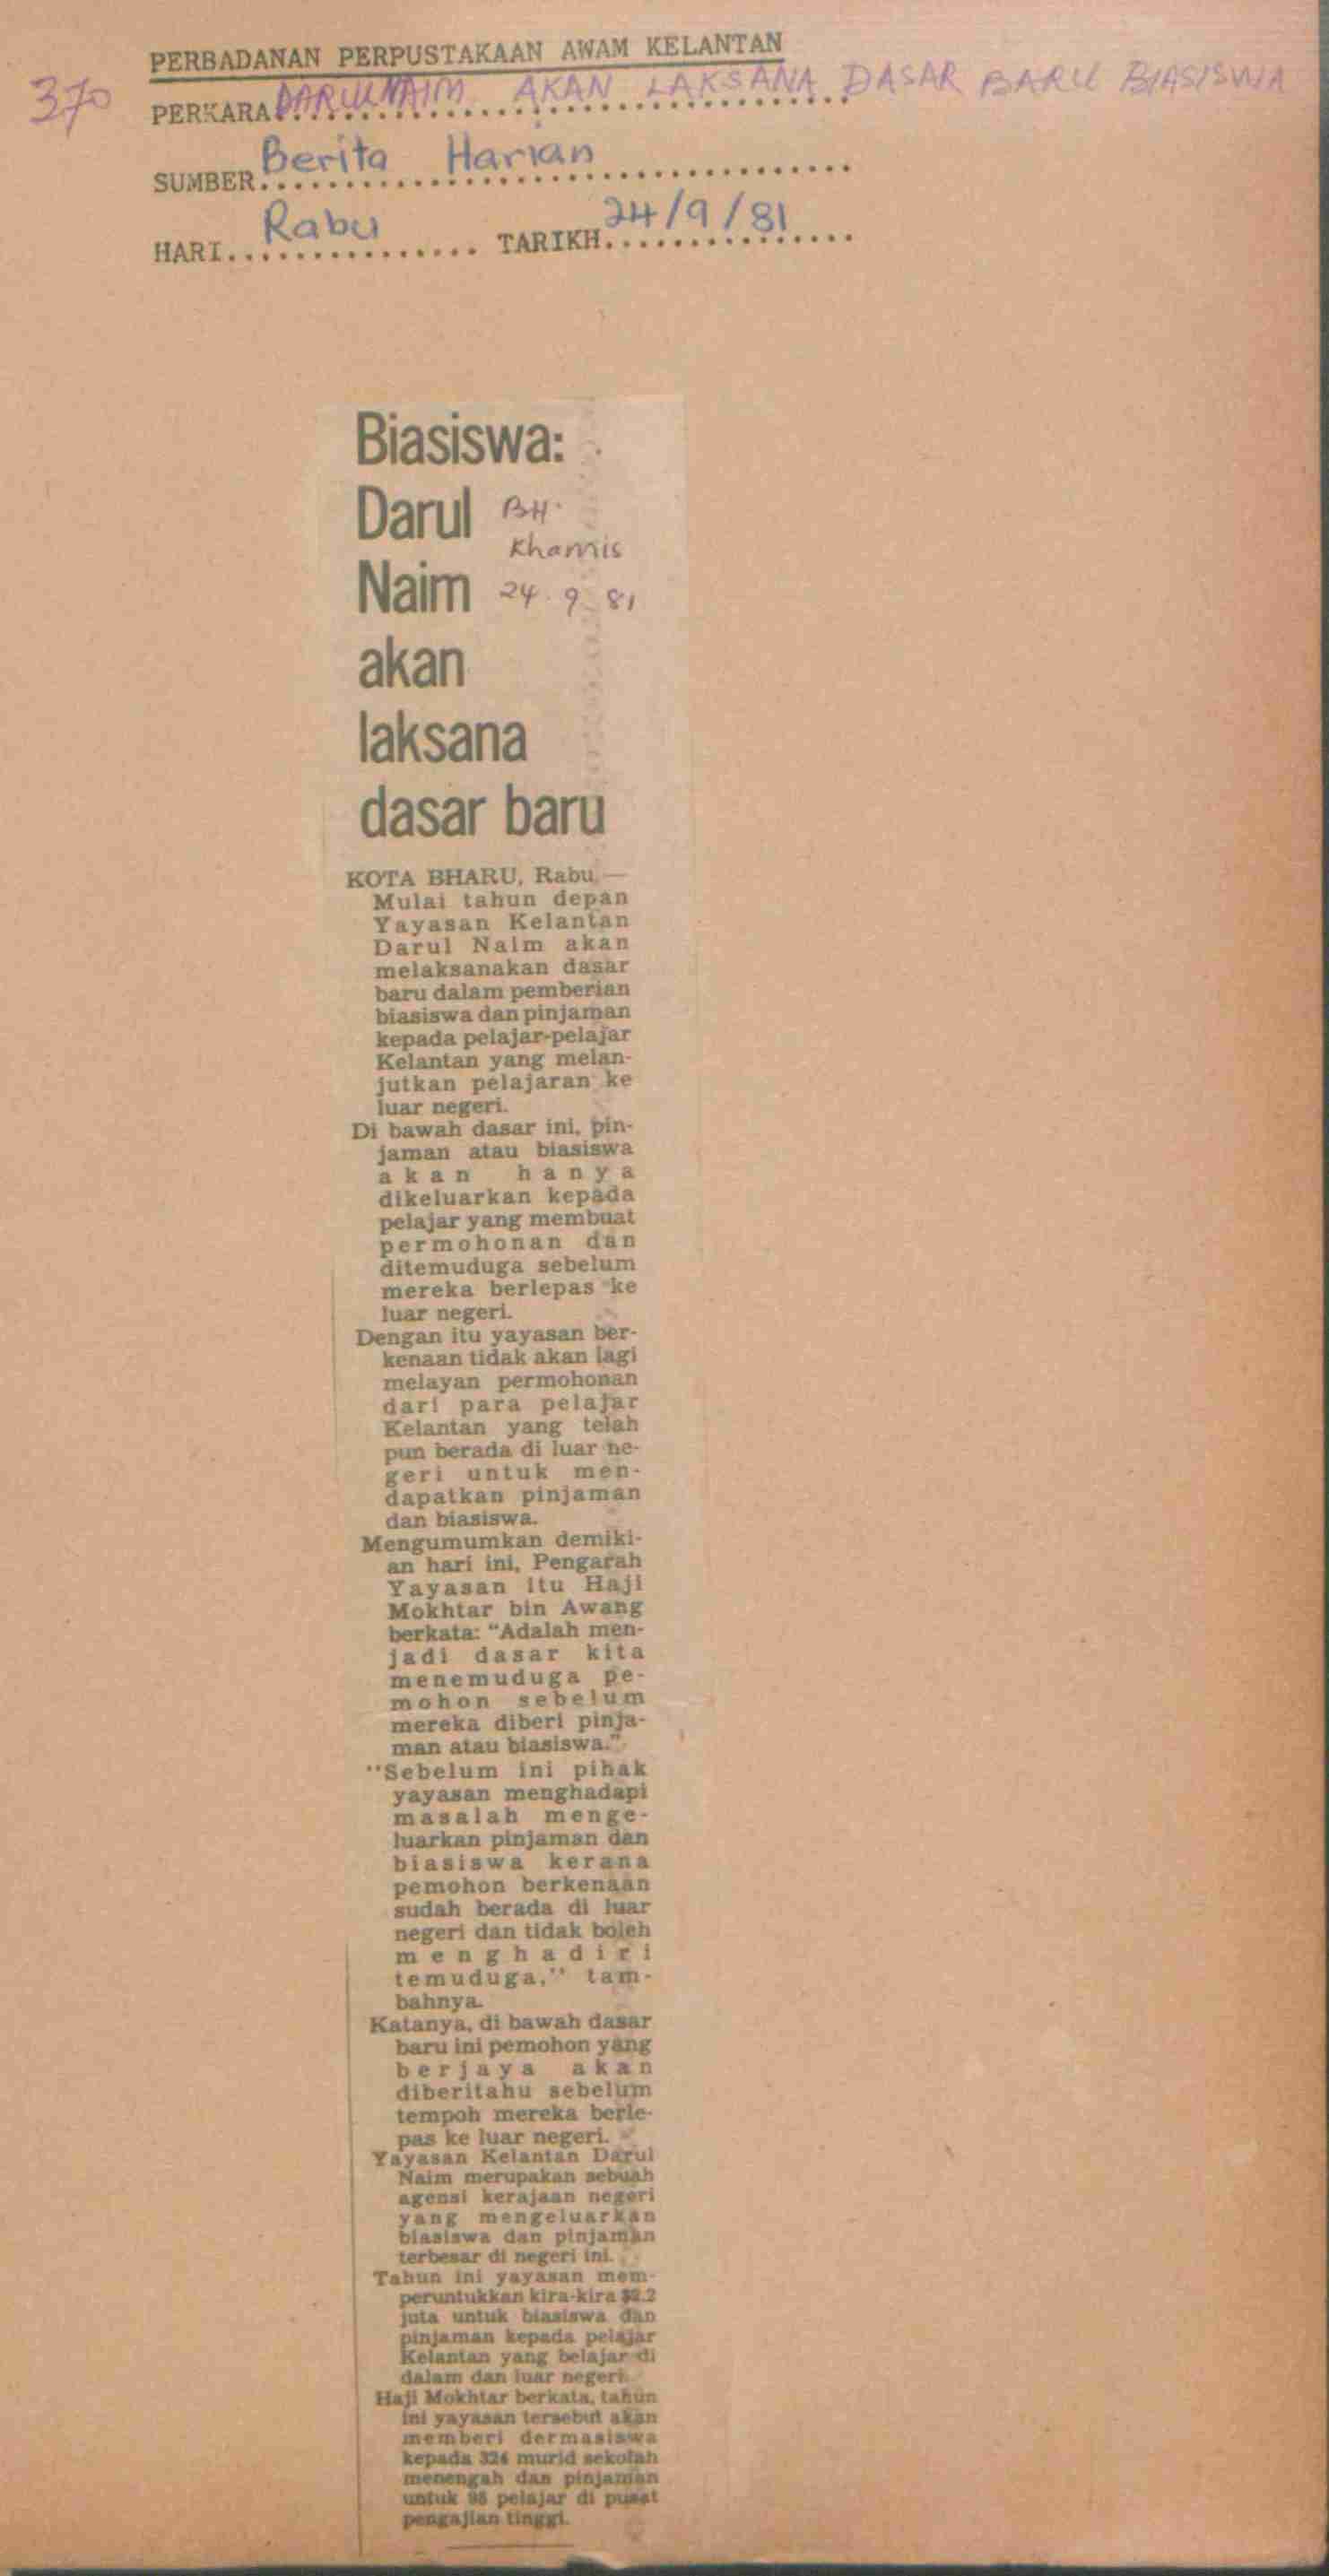 PERBADANAN PERPUSTAKAAN AWAM KELANTAN
370
PERKARA DARULNAIM AKAN LAKSANA DASAR BARU BIASISWA
SUMBER Berita Harian
HARI Rabu TARIKH 24/9/81
Biasiswa:
Darul
BH.
Khamis
Naim
24.9.81
akan
laksana
dasar baru
KOTA BHARU, Rabu —
Mulai tahun depan
Yayasan Kelantan
Darul Naim akan
melaksanakan dasar
baru dalam pemberian
biasiswa dan pinjaman
kepada pelajar-pelajar
Kelantan yang melan-
jutkan pelajaran ke
luar negeri.
Di bawah dasar ini, pin-
jaman atau biasiswa
akan hanya
dikeluarkan kepada
pelajar yang membuat
permohonan dan
ditemuduga sebelum
mereka berlepas ke
luar negeri.
Dengan itu yayasan ber-
kenaan tidak akan lagi
melayan permohonan
dari para pelajar
Kelantan yang telah
pun berada di luar ne-
geri untuk men-
dapatkan pinjaman
dan biasiswa.
Mengumumkan demiki-
an hari ini, Pengarah
Yayasan itu Haji
Mokhtar bin Awang
berkata: “Adalah men-
jadi dasar kita
menemuduga pe-
mohon sebelum
mereka diberi pinja-
man atau biasiswa.”
“Sebelum ini pihak
yayasan menghadapi
masalah menge-
luarkan pinjaman dan
biasiswa kerana
pemohon berkenaan
sudah berada di luar
negeri dan tidak boleh
menghadiri
temuduga,” tam-
bahnya.
Katanya, di bawah dasar
baru ini pemohon yang
berjaya akan
diberitahu sebelum
tempoh mereka berle-
pas ke luar negeri.
Yayasan Kelantan Darul
Naim merupakan sebuah
agensi kerajaan negeri
yang mengeluarkan
biasiswa dan pinjaman
terbesar di negeri ini.
Tahun ini yayasan mem-
peruntukkan kira-kira $2.2
juta untuk biasiswa dan
pinjaman kepada pelajar
Kelantan yang belajar di
dalam dan luar negeri.
Haji Mokhtar berkata, tahun
ini yayasan tersebut akan
memberi dermasiswa
kepada 324 murid sekolah
menengah dan pinjaman
untuk 98 pelajar di pusat
pengajian tinggi.